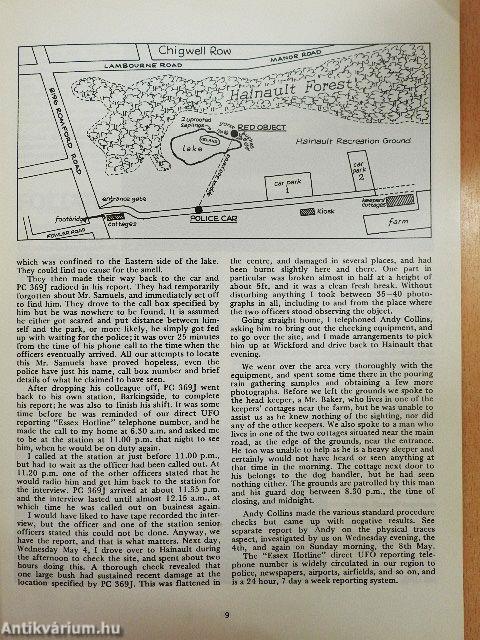 Chigwell Row
LAMBOURNE ROAD
MANOR ROAD
Hainault Forest
B196 ROMFORD ROAD
2 uprooted
saplings
RED OBJECT
ISLAND
lake
Hainault Recreation Ground
car park
1
car
park
2
entrance gate
footbridge
cottages
POLICE CAR
Kiosk
keepers
cottages
farm
FOWLER ROAD
which was confined to the Eastern side of the lake.
They could find no cause for the smell.
They then made their way back to the car and
PC 369J radioed in his report. They had temporarily
forgotten about Mr. Samuels, and immediately set off
to find him. They drove to the call box specified by
him but he was nowhere to be found. It is assumed
he either got scared and put distance between him-
self and the park, or more likely, he simply got fed
up with waiting for the police; it was over 25 minutes
from the time of his phone call to the time when the
officers eventually arrived. All our attempts to locate
this Mr. Samuels have proved hopeless, even the
police have just his name, call box number and brief
details of what he claimed to have seen.
After dropping his colleague off, PC 369J went
back to his own station, Barkingside, to complete
his report; he was also to finish his shift. It was some
time before he was reminded of our direct UFO
reporting "Essex Hotline" telephone number, and he
made the call to my home at 6.30 a.m. and asked me
to be at the station at 11.00 p.m. that night to see
him, when he would be on duty again.
I called at the station just before 11.00 p.m.,
but had to wait as the officer had been called out. At
11.20 p.m. one of the other officers stated that he
would radio him and get him back to the station for
the interview. PC 369J arrived at about 11.55 p.m.
and the interview lasted until about 12.15 a.m., at
which time he was called out on business again.
I would have liked to have tape recorded the inter-
view, but the officer and one of the station senior
officers stated this could not be done. Anyway, we
have the report, and that is what matters. Next day,
Wednesday May 4, I drove over to Hainault during
the afternoon to check the site, and spent about two
hours doing this. A thorough check revealed that
one large bush had sustained recent damage at the
location specified by PC 369J. This was flattened in
the centre, and damaged in several places, and had
been burnt slightly here and there. One part in
particular was broken almost in half at a height of
about 5ft, and it was a clean fresh break. Without
disturbing anything I took between 35-40 photo-
graphs in all, including to and from the place where
the two officers stood observing the object.
Going straight home, I telephoned Andy Collins,
asking him to bring out the checking equipment, and
to go over the site, and I made arrangements to pick
him up at Wickford and drive back to Hainault that
evening.
We went over the area very thoroughly with the
equipment, and spent some time there in the pouring
rain gathering samples and obtaining a few more
photographs. Before we left the grounds we spoke to
the head keeper, a Mr. Baker, who lives in one of the
keepers' cottages near the farm, but he was unable to
assist us as he knew nothing of the sighting, nor did
any of the other keepers. We also spoke to a man who
lives in one of the two cottages situated near the main
road, at the edge of the grounds, near the entrance.
He too was unable to help as he is a heavy sleeper and
certainly would not have heard or seen anything at
that time in the morning. The cottage next door to
his belongs to the dog handler, but he had seen
nothing either. The grounds are patrolled by this man
and his guard dog between 8.30 p.m., the time of
closing, and midnight.
Andy Collins made the various standard procedure
checks but came up with negative results. See
separate report by Andy on the physical traces
aspect, investigated by us on Wednesday evening, the
4th, and again on Sunday morning, the 8th May.
The "Essex Hotline" direct UFO reporting tele-
phone number is widely circulated in our region to
police, newspapers, airports, airfields, and so on, and
is a 24 hour, 7 day a week reporting system.
9
Antikvárium.hu